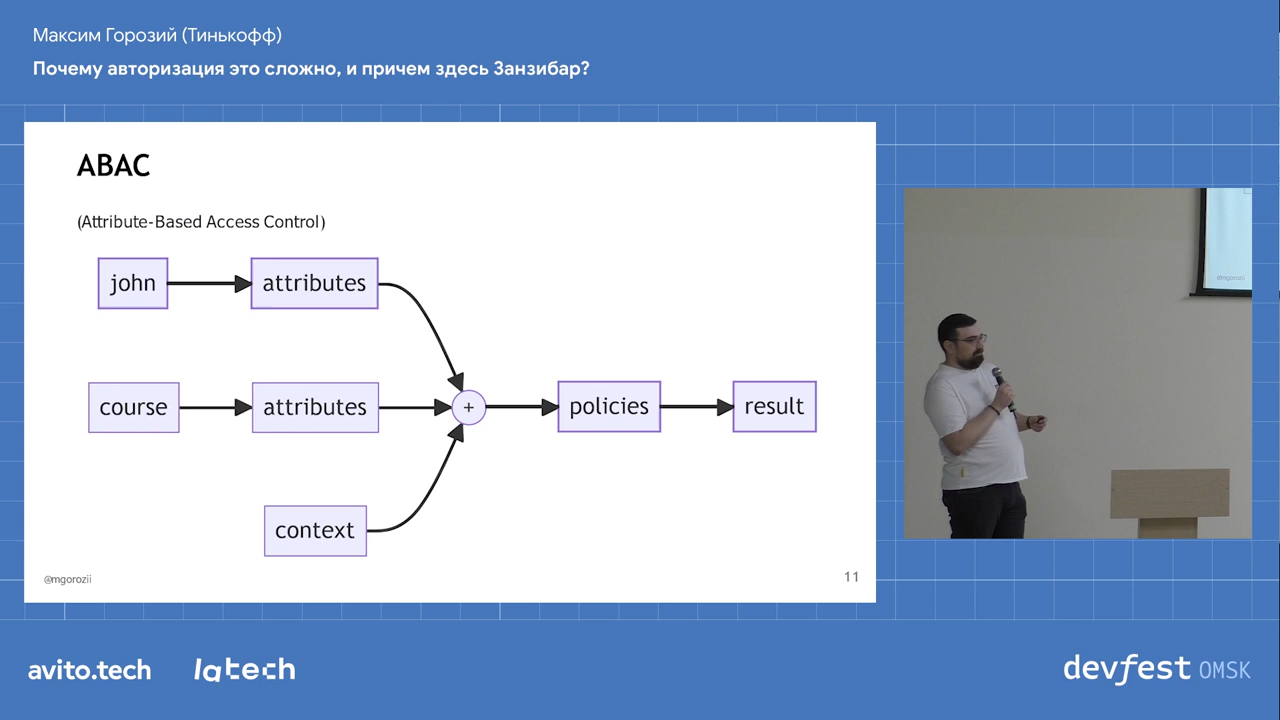 Максим Горозий (Тинькофф)
Почему авторизация это сложно, и причем здесь Занзибар?
ABAC
(Attribute-Based Access Control)
john
attributes
course
attributes
+
policies
result
context
@mgorozii
11
@mgorozii
avito.tech
latech
devfest OMSK